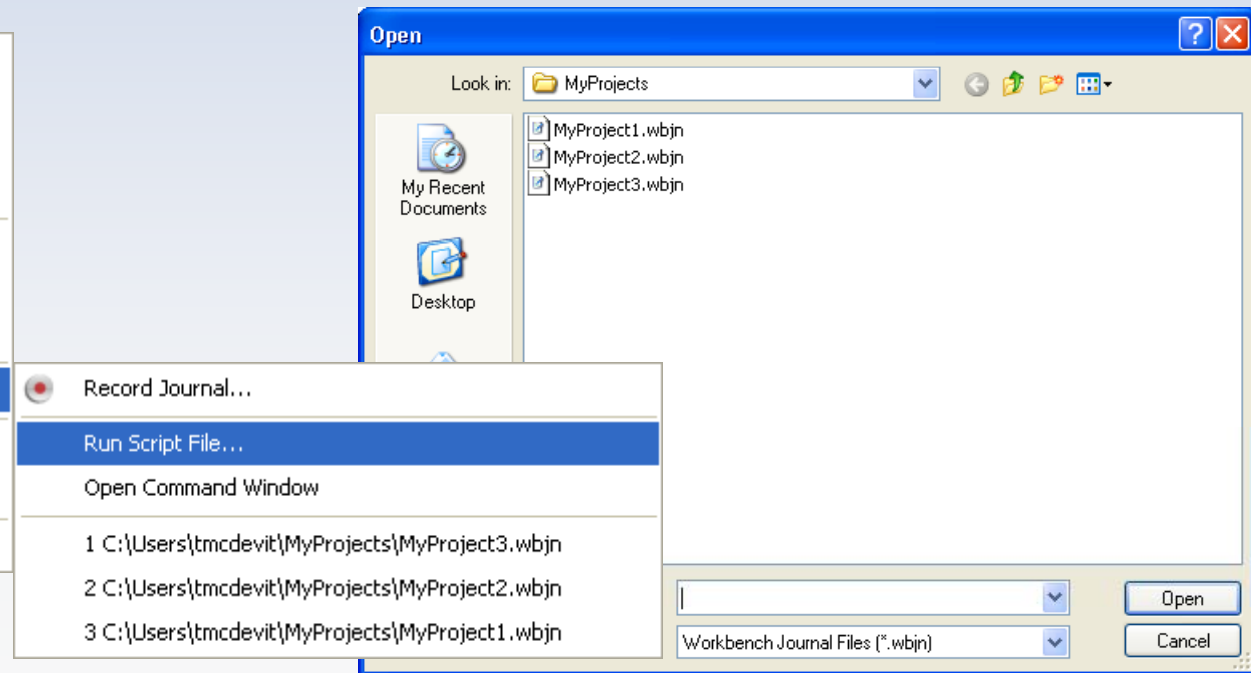 Open
Look in:
MyProjects
MyProject1.wbjn
MyProject2.wbjn
MyProject3.wbjn
My Recent
Documents
Desktop
Record Journal...
Run Script File...
Open Command Window
1 C:\Users\tmcdevit\MyProjects\MyProject3.wbjn
2 C:\Users\tmcdevit\MyProjects\MyProject2.wbjn
3 C:\Users\tmcdevit\MyProjects\MyProject1.wbjn
Open
Workbench Journal Files (*.wbjn)
Cancel